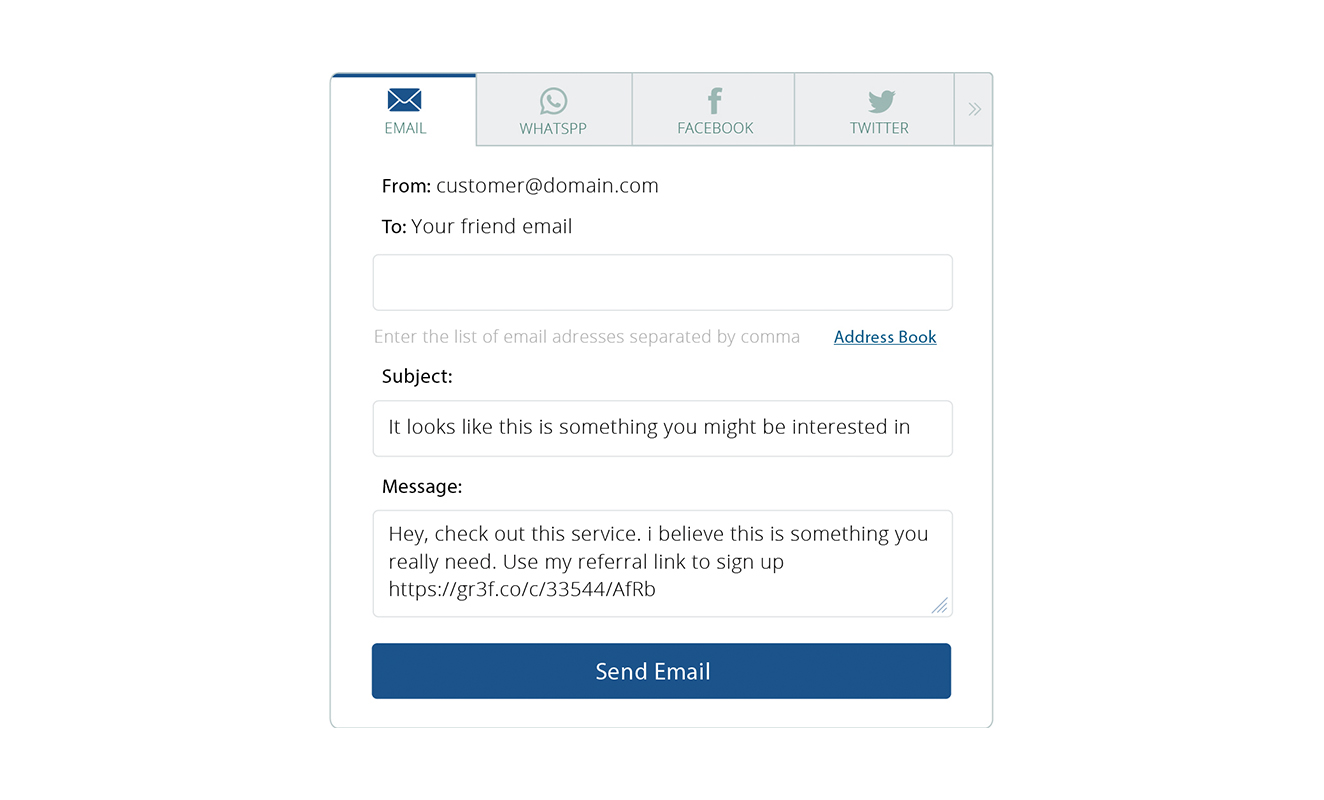 EMAIL
WHATSPP
FACEBOOK
TWITTER
From: customer@domain.com
To: Your friend email
Enter the list of email adresses separated by comma
Address Book
Subject:
It looks like this is something you might be interested in
Message:
Hey, check out this service. i believe this is something you
really need. Use my referral link to sign up
https://gr3f.co/c/33544/AfRb
Send Email